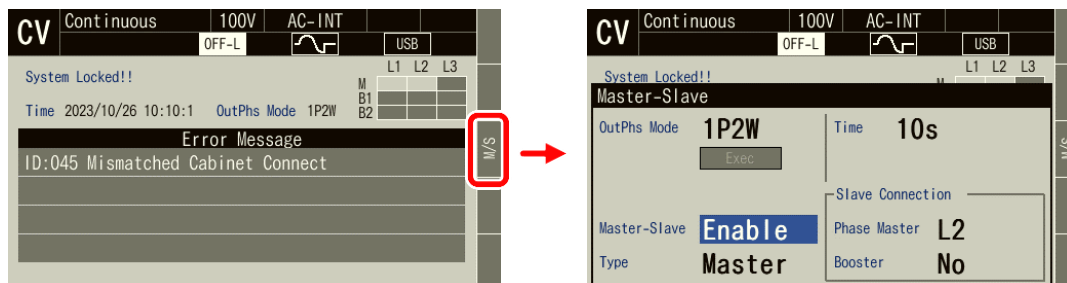 CV Continuous 100V AC-INT
OFF-L USB
System Locked!! L1 L2 L3
M
Time 2023/10/26 10:10:1 OutPhs Mode 1P2W B1
B2
Error Message
ID:045 Mismatched Cabinet Connect
M/S
CV Continuous 100V AC-INT
OFF-L USB
System Locked!! L1 L2 L3
Master-Slave
OutPhs Mode 1P2W Time 10s
Exec
Slave Connection
Master-Slave Enable Phase Master L2
Type Master Booster No